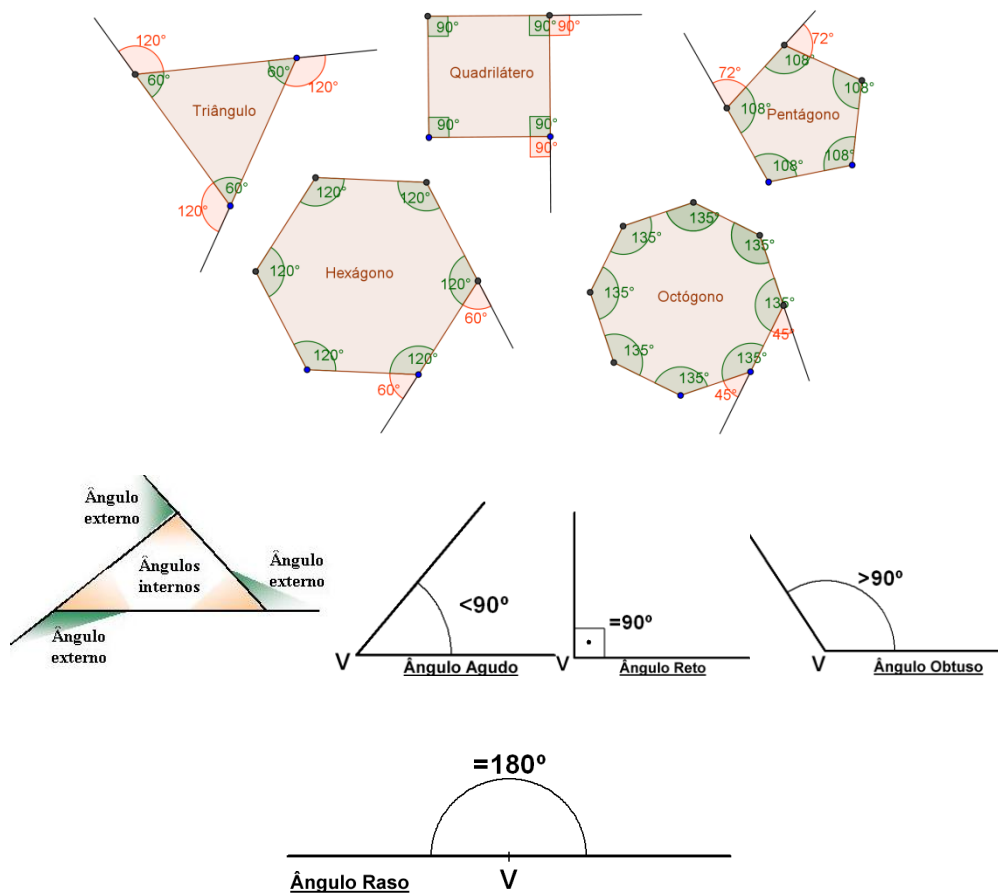 120°
60°
60°
120°
Triângulo
60°
120°
90°
90°
90°
Quadrilátero
90°
90°
90°
72°
108°
72°
108°
108°
Pentágono
108°
108°
120°
120°
120°
Hexágono
120°
60°
120°
120°
60°
135°
135°
135°
135°
Octógono
135°
45°
135°
135°
135°
45°
Ângulo
externo
Ângulos
internos
Ângulo
externo
Ângulo
externo
<90º
V
Ângulo Agudo
=90º
V
Ângulo Reto
>90º
V
Ângulo Obtuso
=180º
V
Ângulo Raso